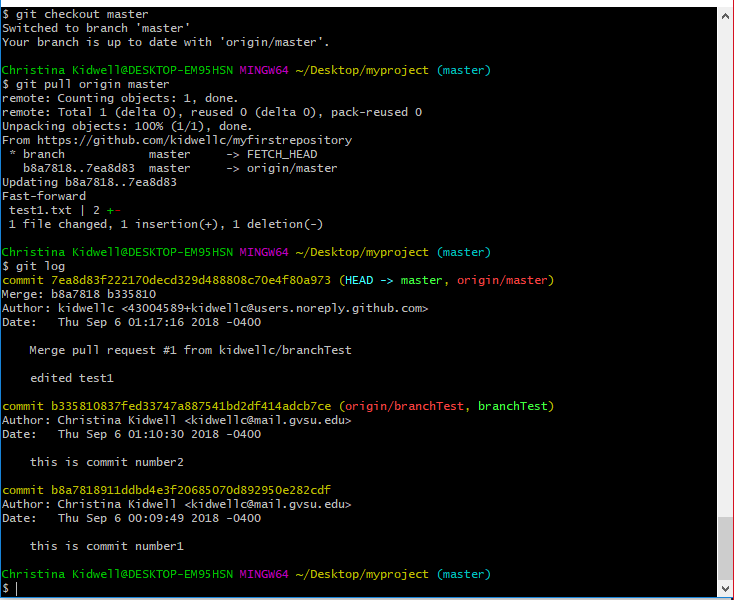 $ git checkout master
Switched to branch 'master'
Your branch is up to date with 'origin/master'.
Christina Kidwell@DESKTOP-EM95HSN MINGW64 ~/Desktop/myproject (master)
$ git pull origin master
remote: Counting objects: 1, done.
remote: Total 1 (delta 0), reused 0 (delta 0), pack-reused 0
Unpacking objects: 100% (1/1), done.
From https://github.com/kidwellc/myfirstrepository
 * branch            master     -> FETCH_HEAD
   b8a7818..7ea8d83  master     -> origin/master
Updating b8a7818..7ea8d83
Fast-forward
 test1.txt | 2 +-
 1 file changed, 1 insertion(+), 1 deletion(-)
Christina Kidwell@DESKTOP-EM95HSN MINGW64 ~/Desktop/myproject (master)
$ git log
commit 7ea8d83f222170decd329d488808c70e4f80a973 (HEAD -> master, origin/master)
Merge: b8a7818 b335810
Author: kidwellc <43004589+kidwellc@users.noreply.github.com>
Date:   Thu Sep 6 01:17:16 2018 -0400
    Merge pull request #1 from kidwellc/branchTest
    edited test1
commit b335810837fed33747a887541bd2df414adcb7ce (origin/branchTest, branchTest)
Author: Christina Kidwell <kidwellc@mail.gvsu.edu>
Date:   Thu Sep 6 01:10:30 2018 -0400
    this is commit number2
commit b8a7818911ddbd4e3f20685070d892950e282cdf
Author: Christina Kidwell <kidwellc@mail.gvsu.edu>
Date:   Thu Sep 6 00:09:49 2018 -0400
    this is commit number1
Christina Kidwell@DESKTOP-EM95HSN MINGW64 ~/Desktop/myproject (master)
$